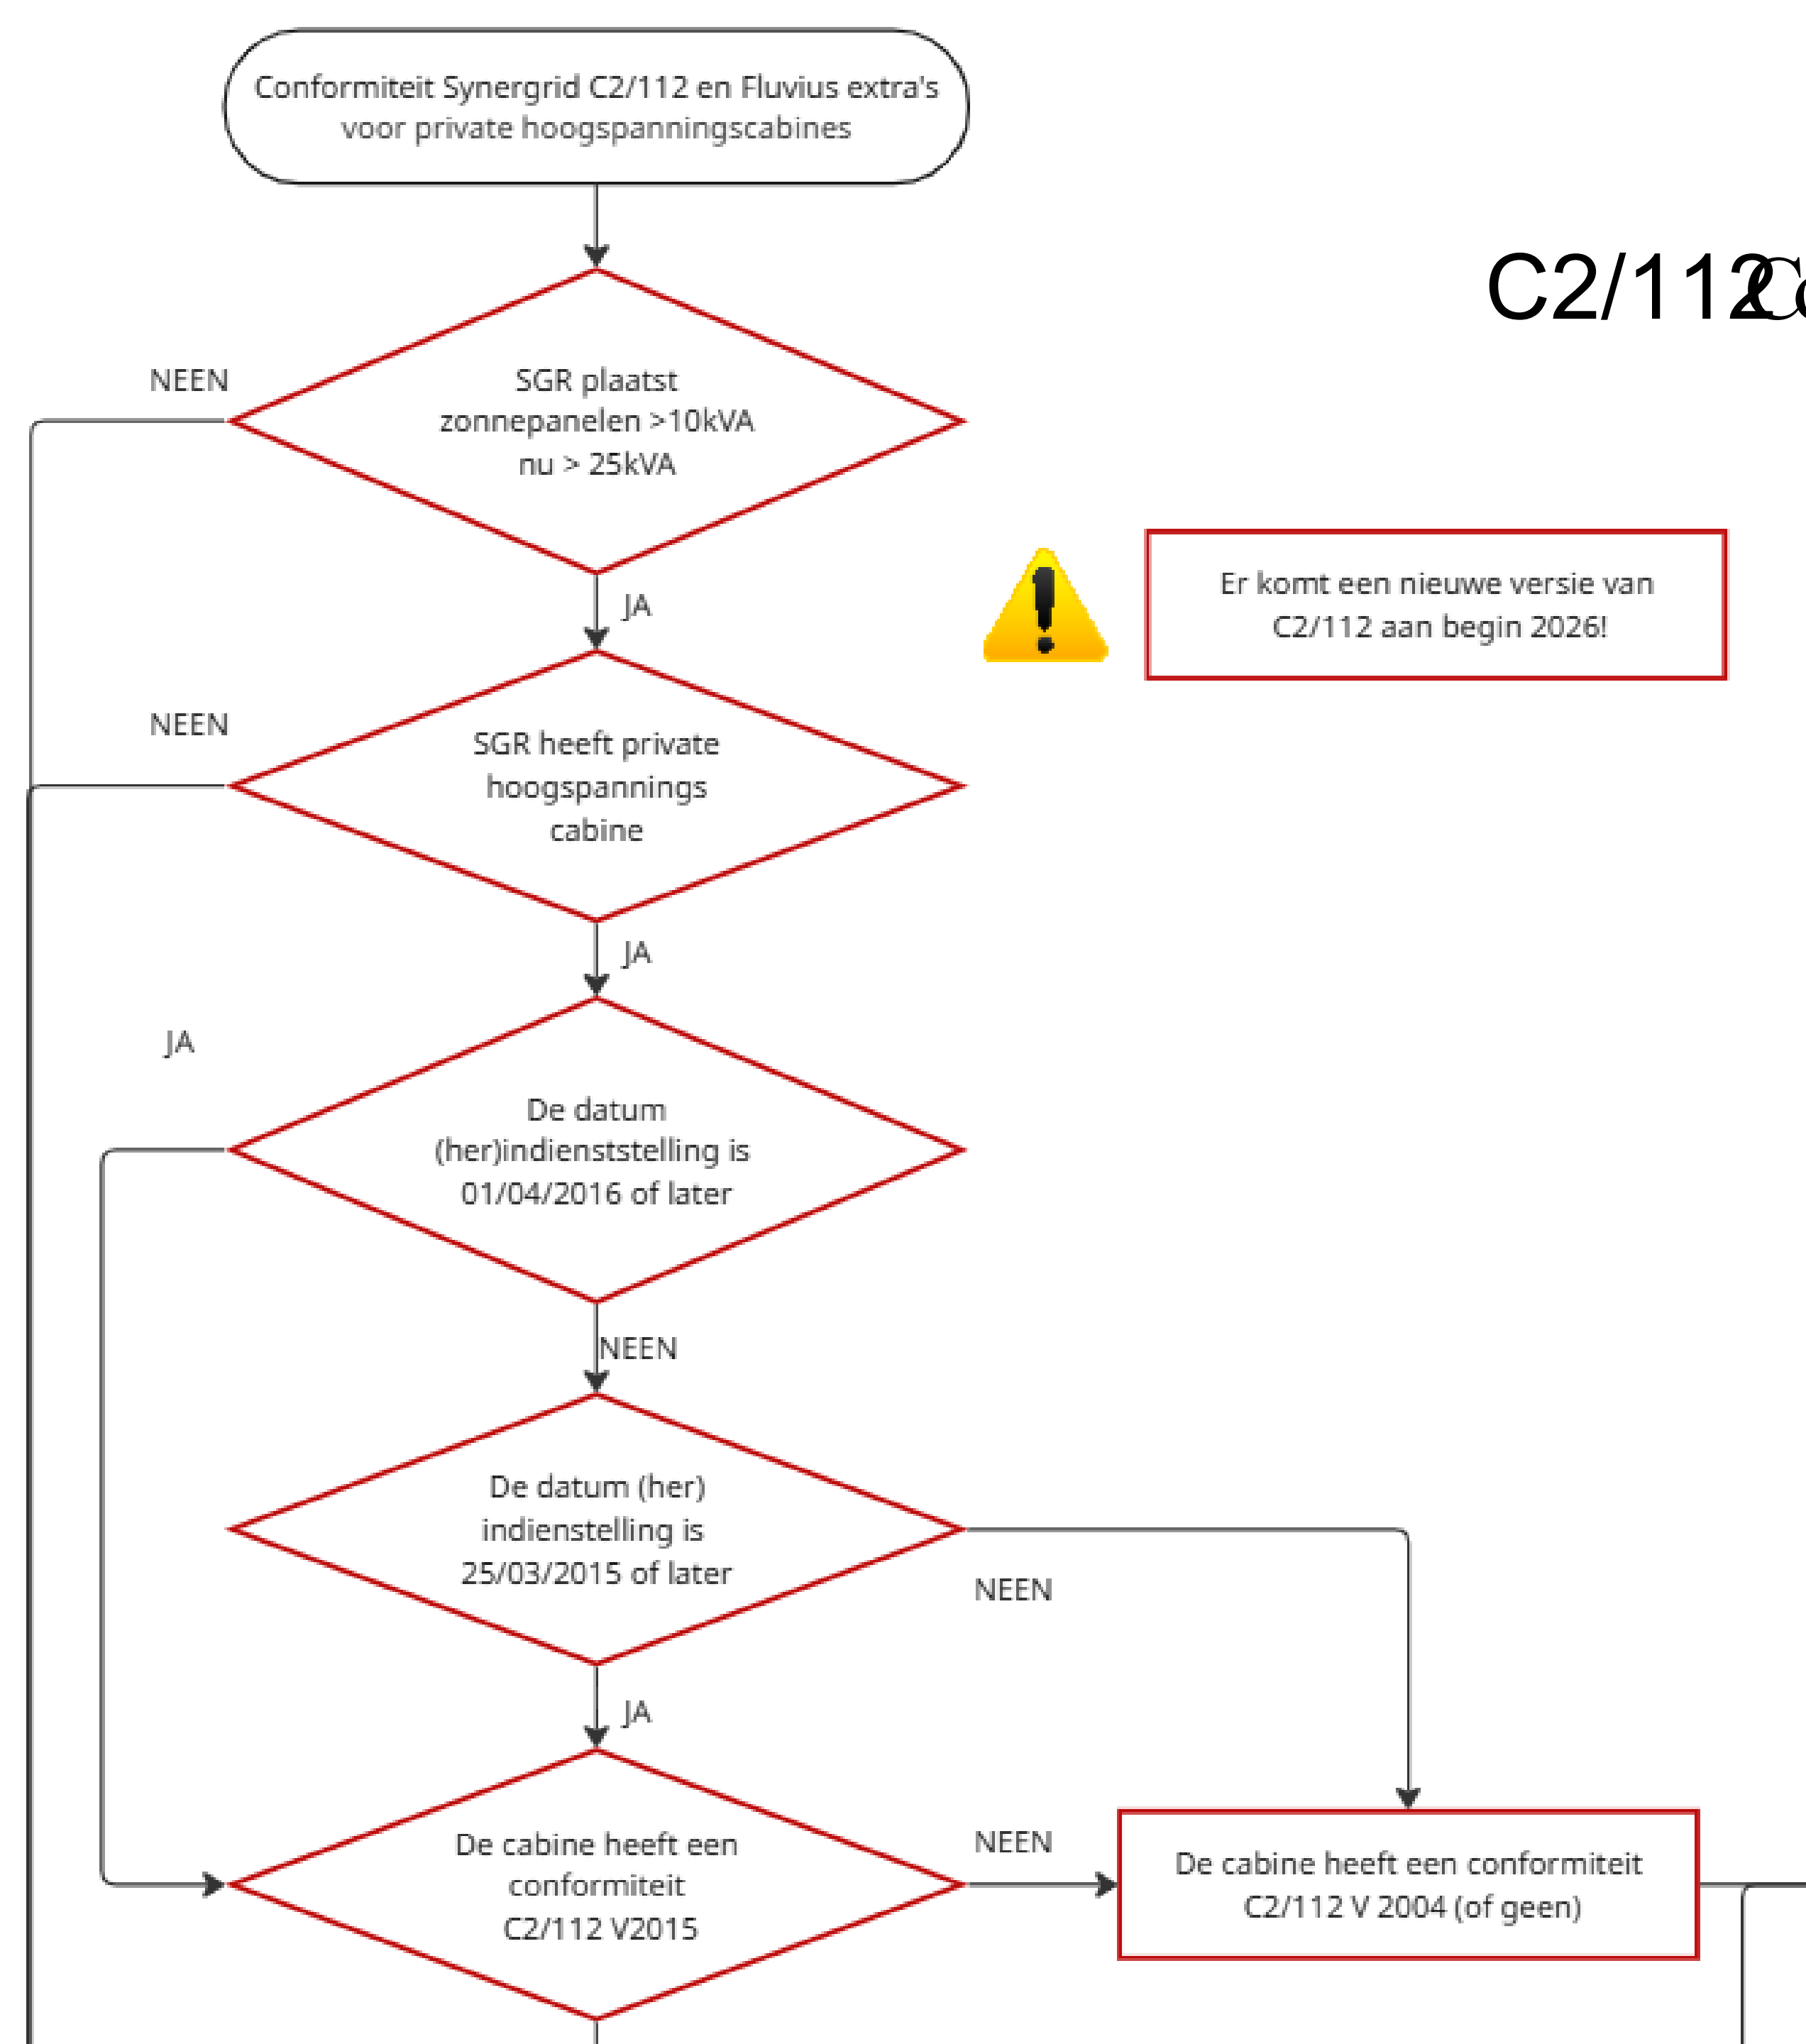 Conformiteit Synergrid C2/112 en Fluvius extra's
voor private hoogspanningscabines
C2/112
NEEN
SGR plaatst
zonnepanelen >10kVA
nu > 25kVA
JA
Er komt een nieuwe versie van
C2/112 aan begin 2026!
NEEN
SGR heeft private
hoogspannings
cabine
JA
JA
De datum
(her)indienststelling is
01/04/2016 of later
NEEN
De datum (her)
indienstelling is
25/03/2015 of later
NEEN
JA
De cabine heeft een
conformiteit
C2/112 V2015
NEEN
De cabine heeft een conformiteit
C2/112 V 2004 (of geen)